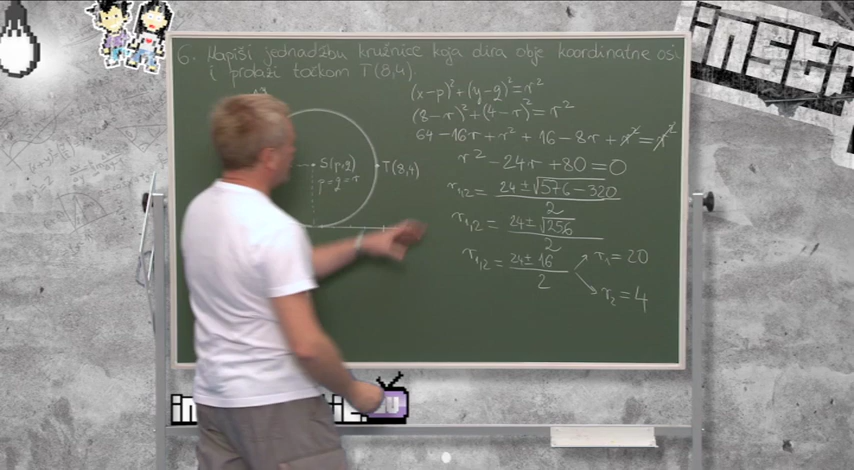 6. Napiši jednadžbu kružnice koja dira obje koordinatne osi
i prolazi točkom T(8,4).
S(p,q)
p=q=r
T(8,4)
(x-p)²+(y-q)²=r²
(8-r)²+(4-r)²=r²
64-16r+r²+16-8r+r²=r²
r²-24r+80=0
r₁,₂= 24±√576-320
2
r₁,₂= 24±√256
2
r₁,₂= 24±16
2
r₁=20
r₂=4